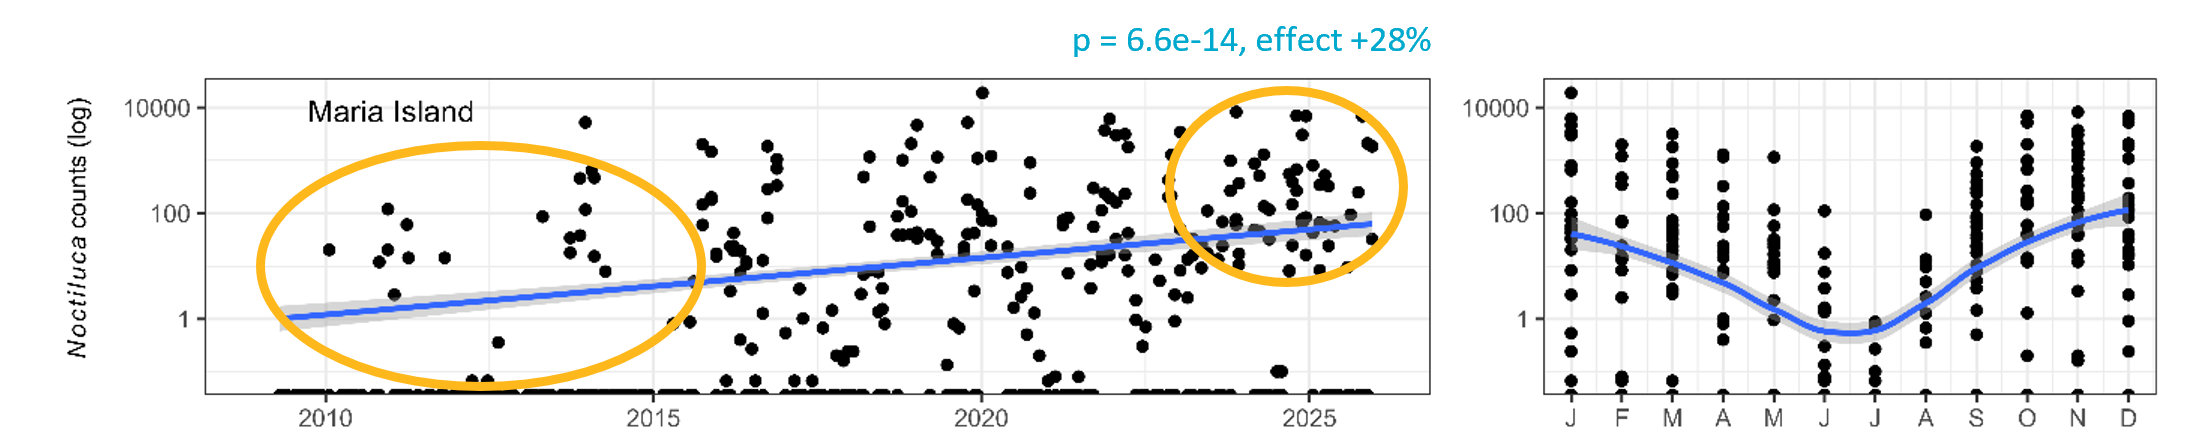 p = 6.6e-14, effect +28%
Noctiluca counts (log)
Maria Island
10000
100
1
2010 2015 2020 2025
10000
100
1
J F M A M J J A S O N D